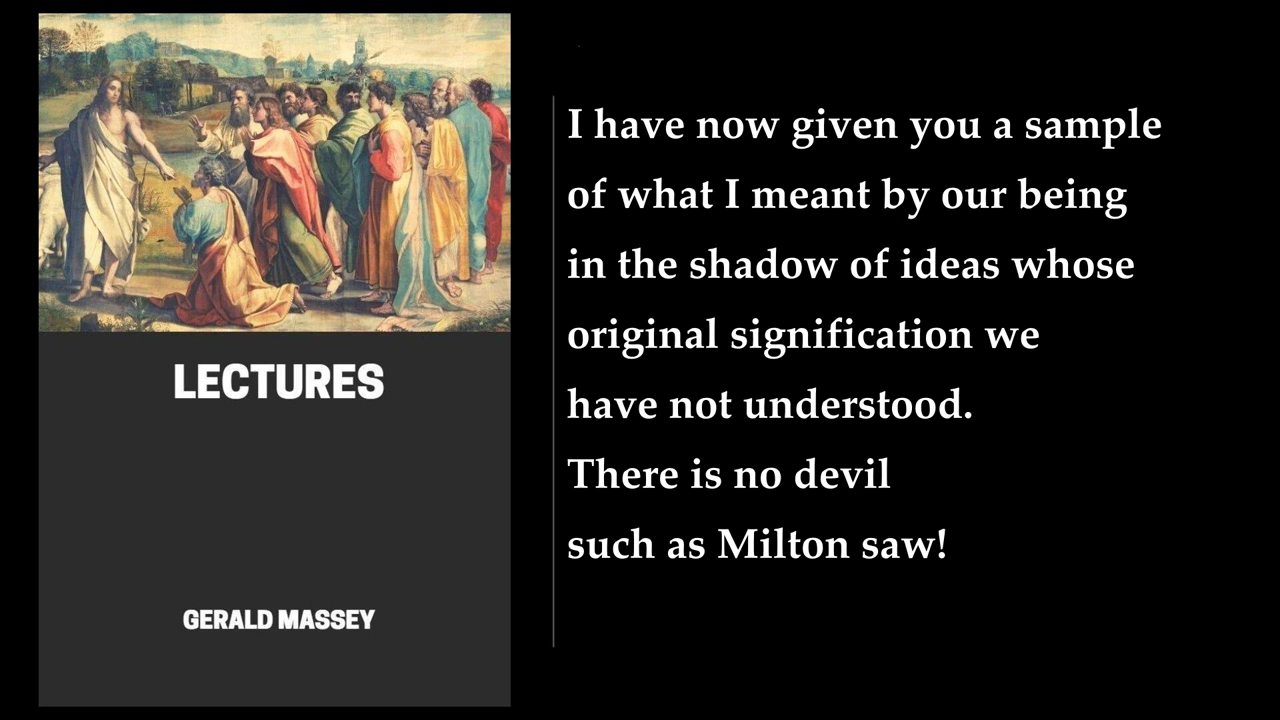 LECTURES
GERALD MASSEY
I have now given you a sample
of what I meant by our being
in the shadow of ideas whose
original signification we
have not understood.
There is no devil
such as Milton saw!